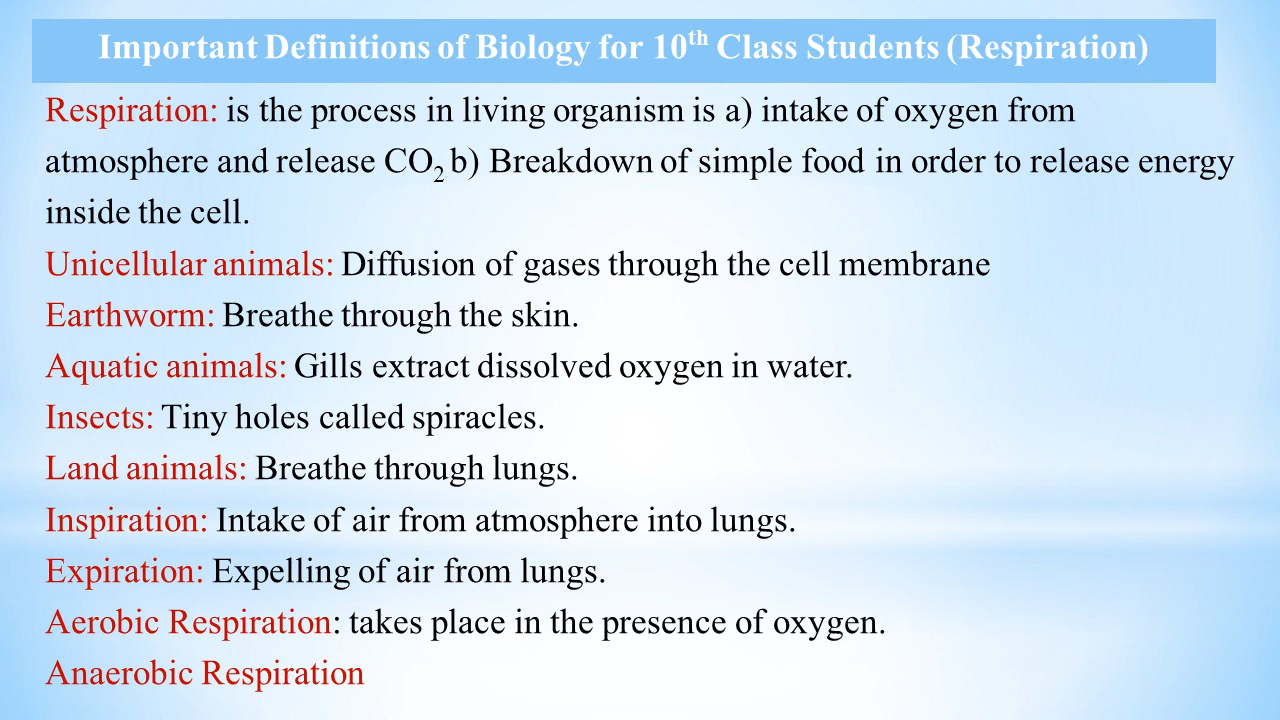 Important Definitions of Biology for 10th Class Students (Respiration)
Respiration: is the process in living organism is a) intake of oxygen from
atmosphere and release CO2 b) Breakdown of simple food in order to release energy
inside the cell.
Unicellular animals: Diffusion of gases through the cell membrane
Earthworm: Breathe through the skin.
Aquatic animals: Gills extract dissolved oxygen in water.
Insects: Tiny holes called spiracles.
Land animals: Breathe through lungs.
Inspiration: Intake of air from atmosphere into lungs.
Expiration: Expelling of air from lungs.
Aerobic Respiration: takes place in the presence of oxygen.
Anaerobic Respiration